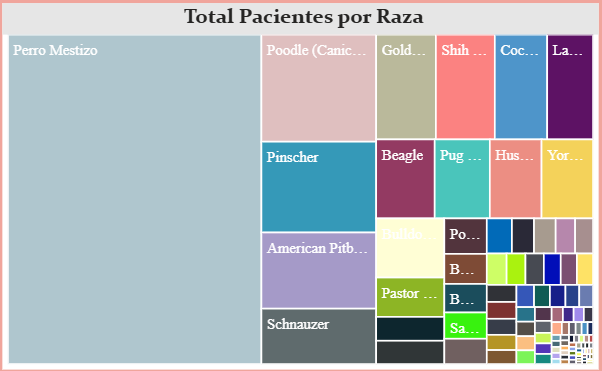 Total Pacientes por Raza
Perro Mestizo
Poodle (Canic...
Gold...
Shih ...
Coc...
La...
Pinscher
Beagle
Pug ...
Hus...
Yor...
American Pitb...
Po...
B...
Pastor ...
B...
Schnauzer
Sa...